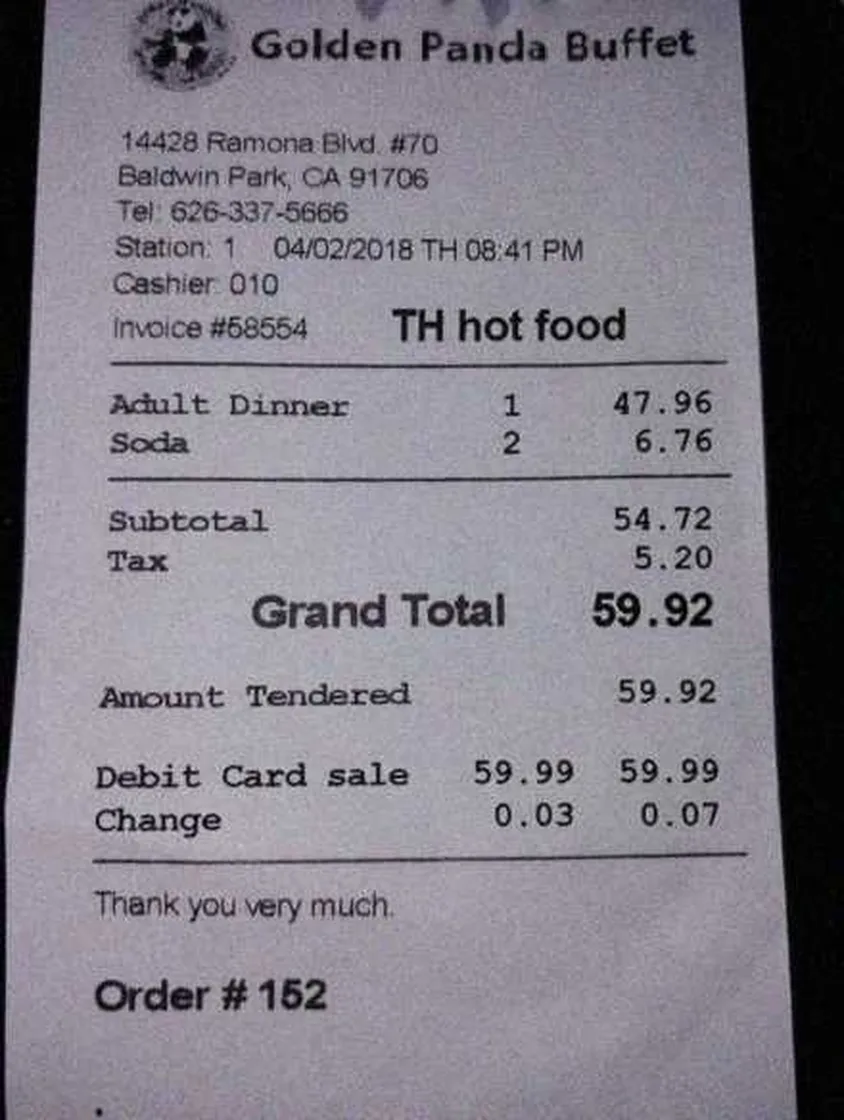 Golden Panda Buffet
14428 Ramona Blvd. #70
Baldwin Park, CA 91706
Tel: 626-337-5666
Station: 1 04/02/2018 TH 08:41 PM
Cashier: 010
Invoice #58554 TH hot food
Adult Dinner 1 47.96
Soda 2 6.76
Subtotal 54.72
Tax 5.20
Grand Total 59.92
Amount Tendered 59.92
Debit Card sale 59.99 59.99
Change 0.03 0.07
Thank you very much.
Order # 152